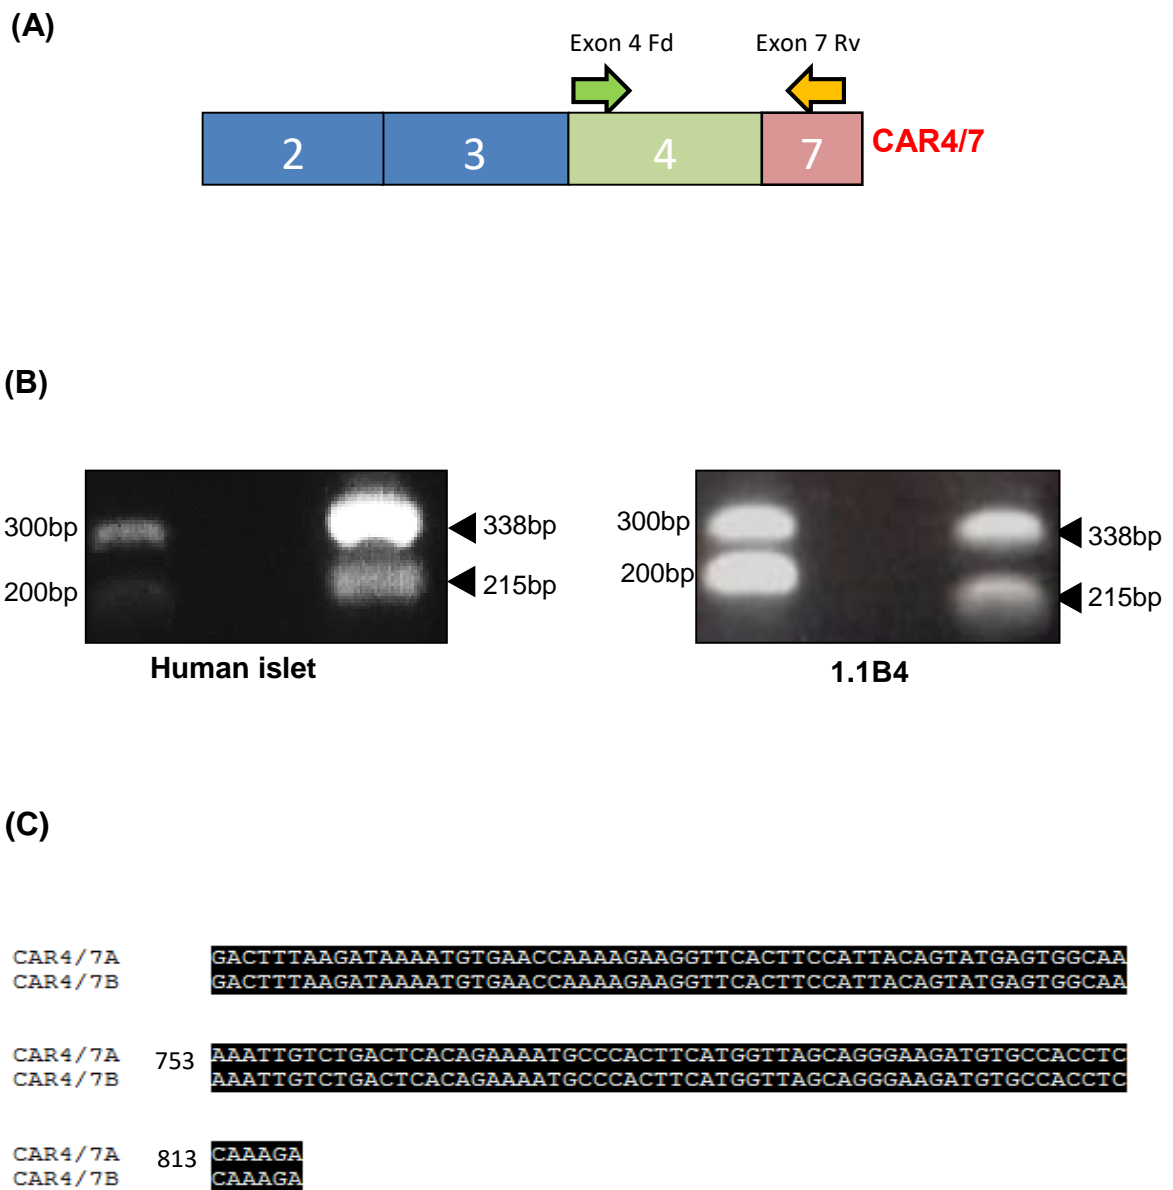 (A)
Exon 4 Fd Exon 7 Rv
2 3 4 7 CAR4/7
(B)
300bp 338bp 300bp 338bp
200bp 215bp 200bp 215bp
Human islet 1.1B4
(C)
CAR4/7A GACTTTAAGATAAAATGTGAACCAAAAGAAGGTTCACTTCCATTACAGTATGAGTGGCAA
CAR4/7B GACTTTAAGATAAAATGTGAACCAAAAGAAGGTTCACTTCCATTACAGTATGAGTGGCAA
CAR4/7A 753 AAATTGTCTGACTCACAGAAAATGCCCACTTCATGGTTAGCAGGGAAGATGTGCCACCTC
CAR4/7B AAATTGTCTGACTCACAGAAAATGCCCACTTCATGGTTAGCAGGGAAGATGTGCCACCTC
CAR4/7A 813 CAAAGA
CAR4/7B CAAAGA